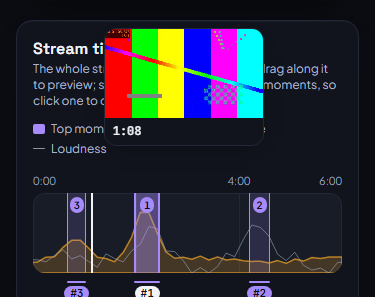 Stream ti
The whole st
drag along it
to preview; s
moments, so
click one to
1:08
Top mom
Loudness
0:00
4:00
6:00
3
1
2
#3
#1
#2